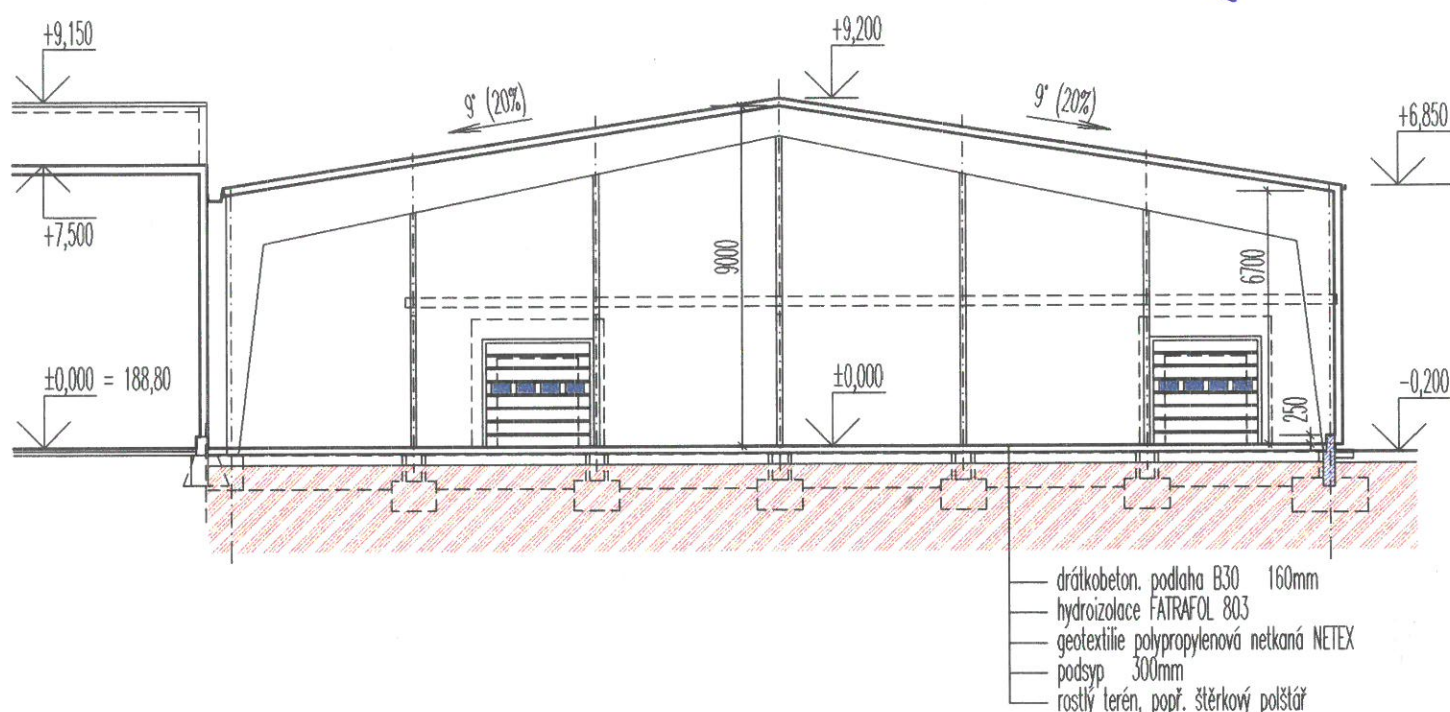 +9,150
+9,200
9° (20%)
9° (20%)
+6,850
+7,500
9000
6700
±0,000 = 188,80
±0,000
250
-0,200
drátkobeton. podlaha B30 160mm
hydroizolace FATRAFOL 803
geotextilie polypropylenová netkaná NETEX
podsyp 300mm
rostlý terén, popř. štěrkový polštář